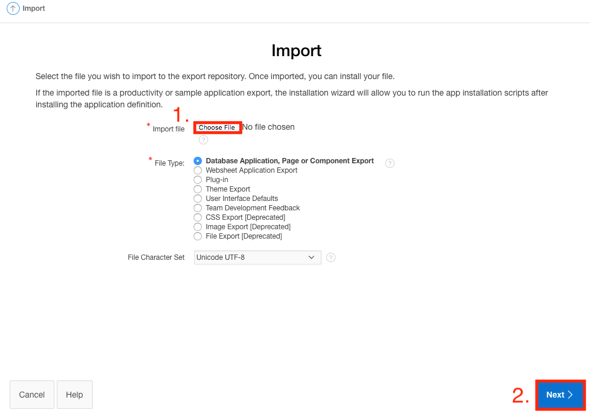 Import
Import
Select the file you wish to import to the export repository. Once imported, you can install your file.
If the imported file is a productivity or sample application export, the installation wizard will allow you to run the app installation scripts after
installing the application definition.
1.
* Import file Choose File No file chosen
?
* File Type: Database Application, Page or Component Export ?
Websheet Application Export
Plug-in
Theme Export
User Interface Defaults
Team Development Feedback
CSS Export [Deprecated]
Image Export [Deprecated]
File Export [Deprecated]
File Character Set Unicode UTF-8 ?
Cancel Help 2. Next